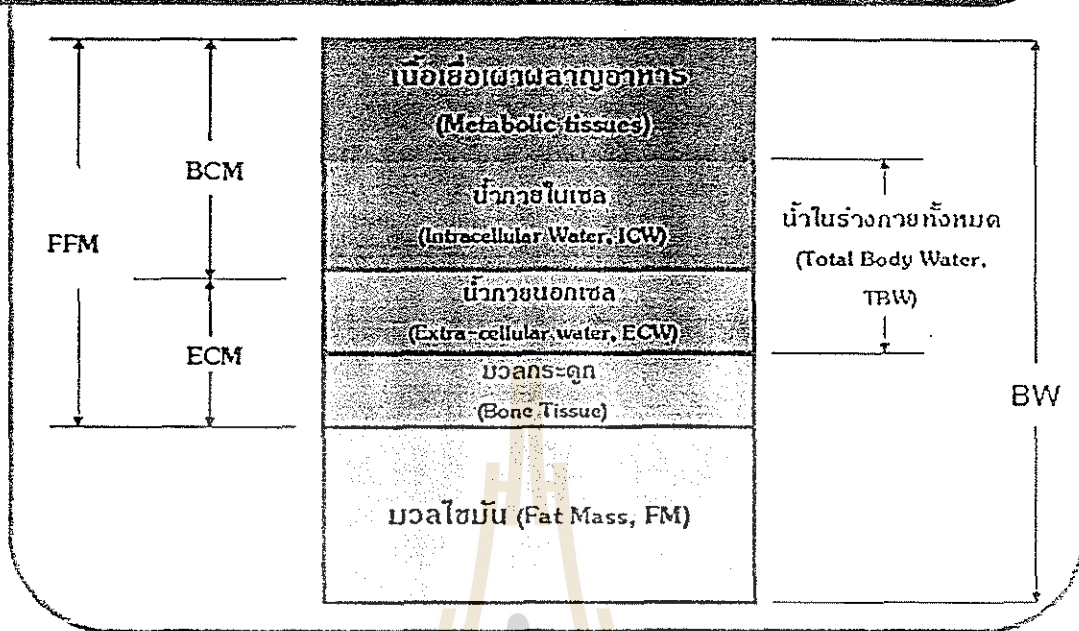 เนื้อเยื่อเผาผลาญอาหาร
(Metabolic tissues)
BCM
น้ำภายในเซล
(Intracellular Water, ICW)
น้ำในร่างกายทั้งหมด
(Total Body Water,
TBW)
FFM
น้ำภายนอกเซล
(Extra-cellular water, ECW)
ECM
มวลกระดูก
(Bone Tissue)
BW
มวลไขมัน (Fat Mass, FM)